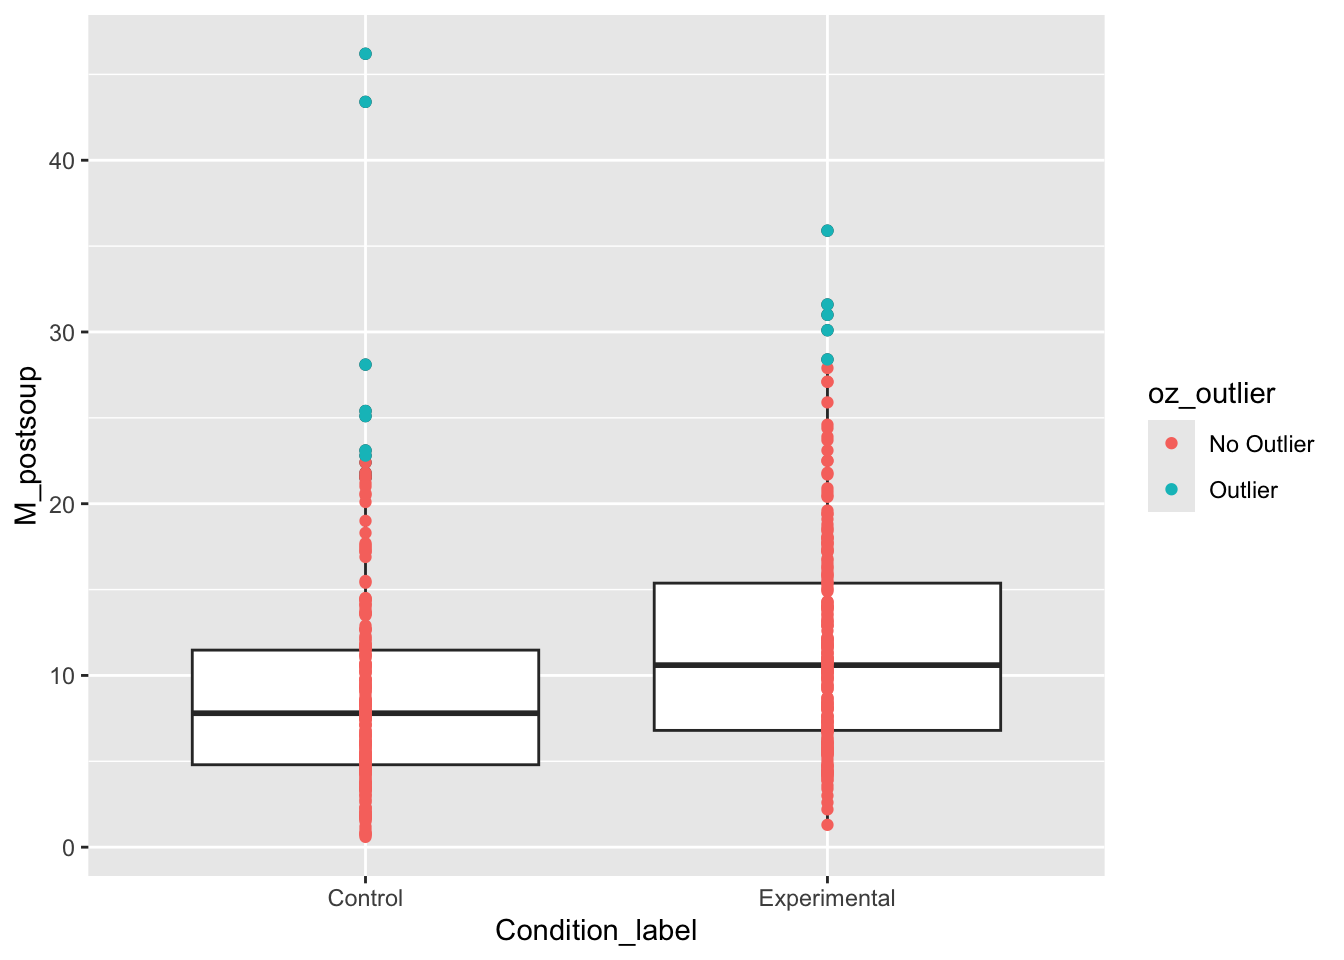 M_postsoup
40
30
20
10
0
Control
Experimental
Condition_label
oz_outlier
No Outlier
Outlier